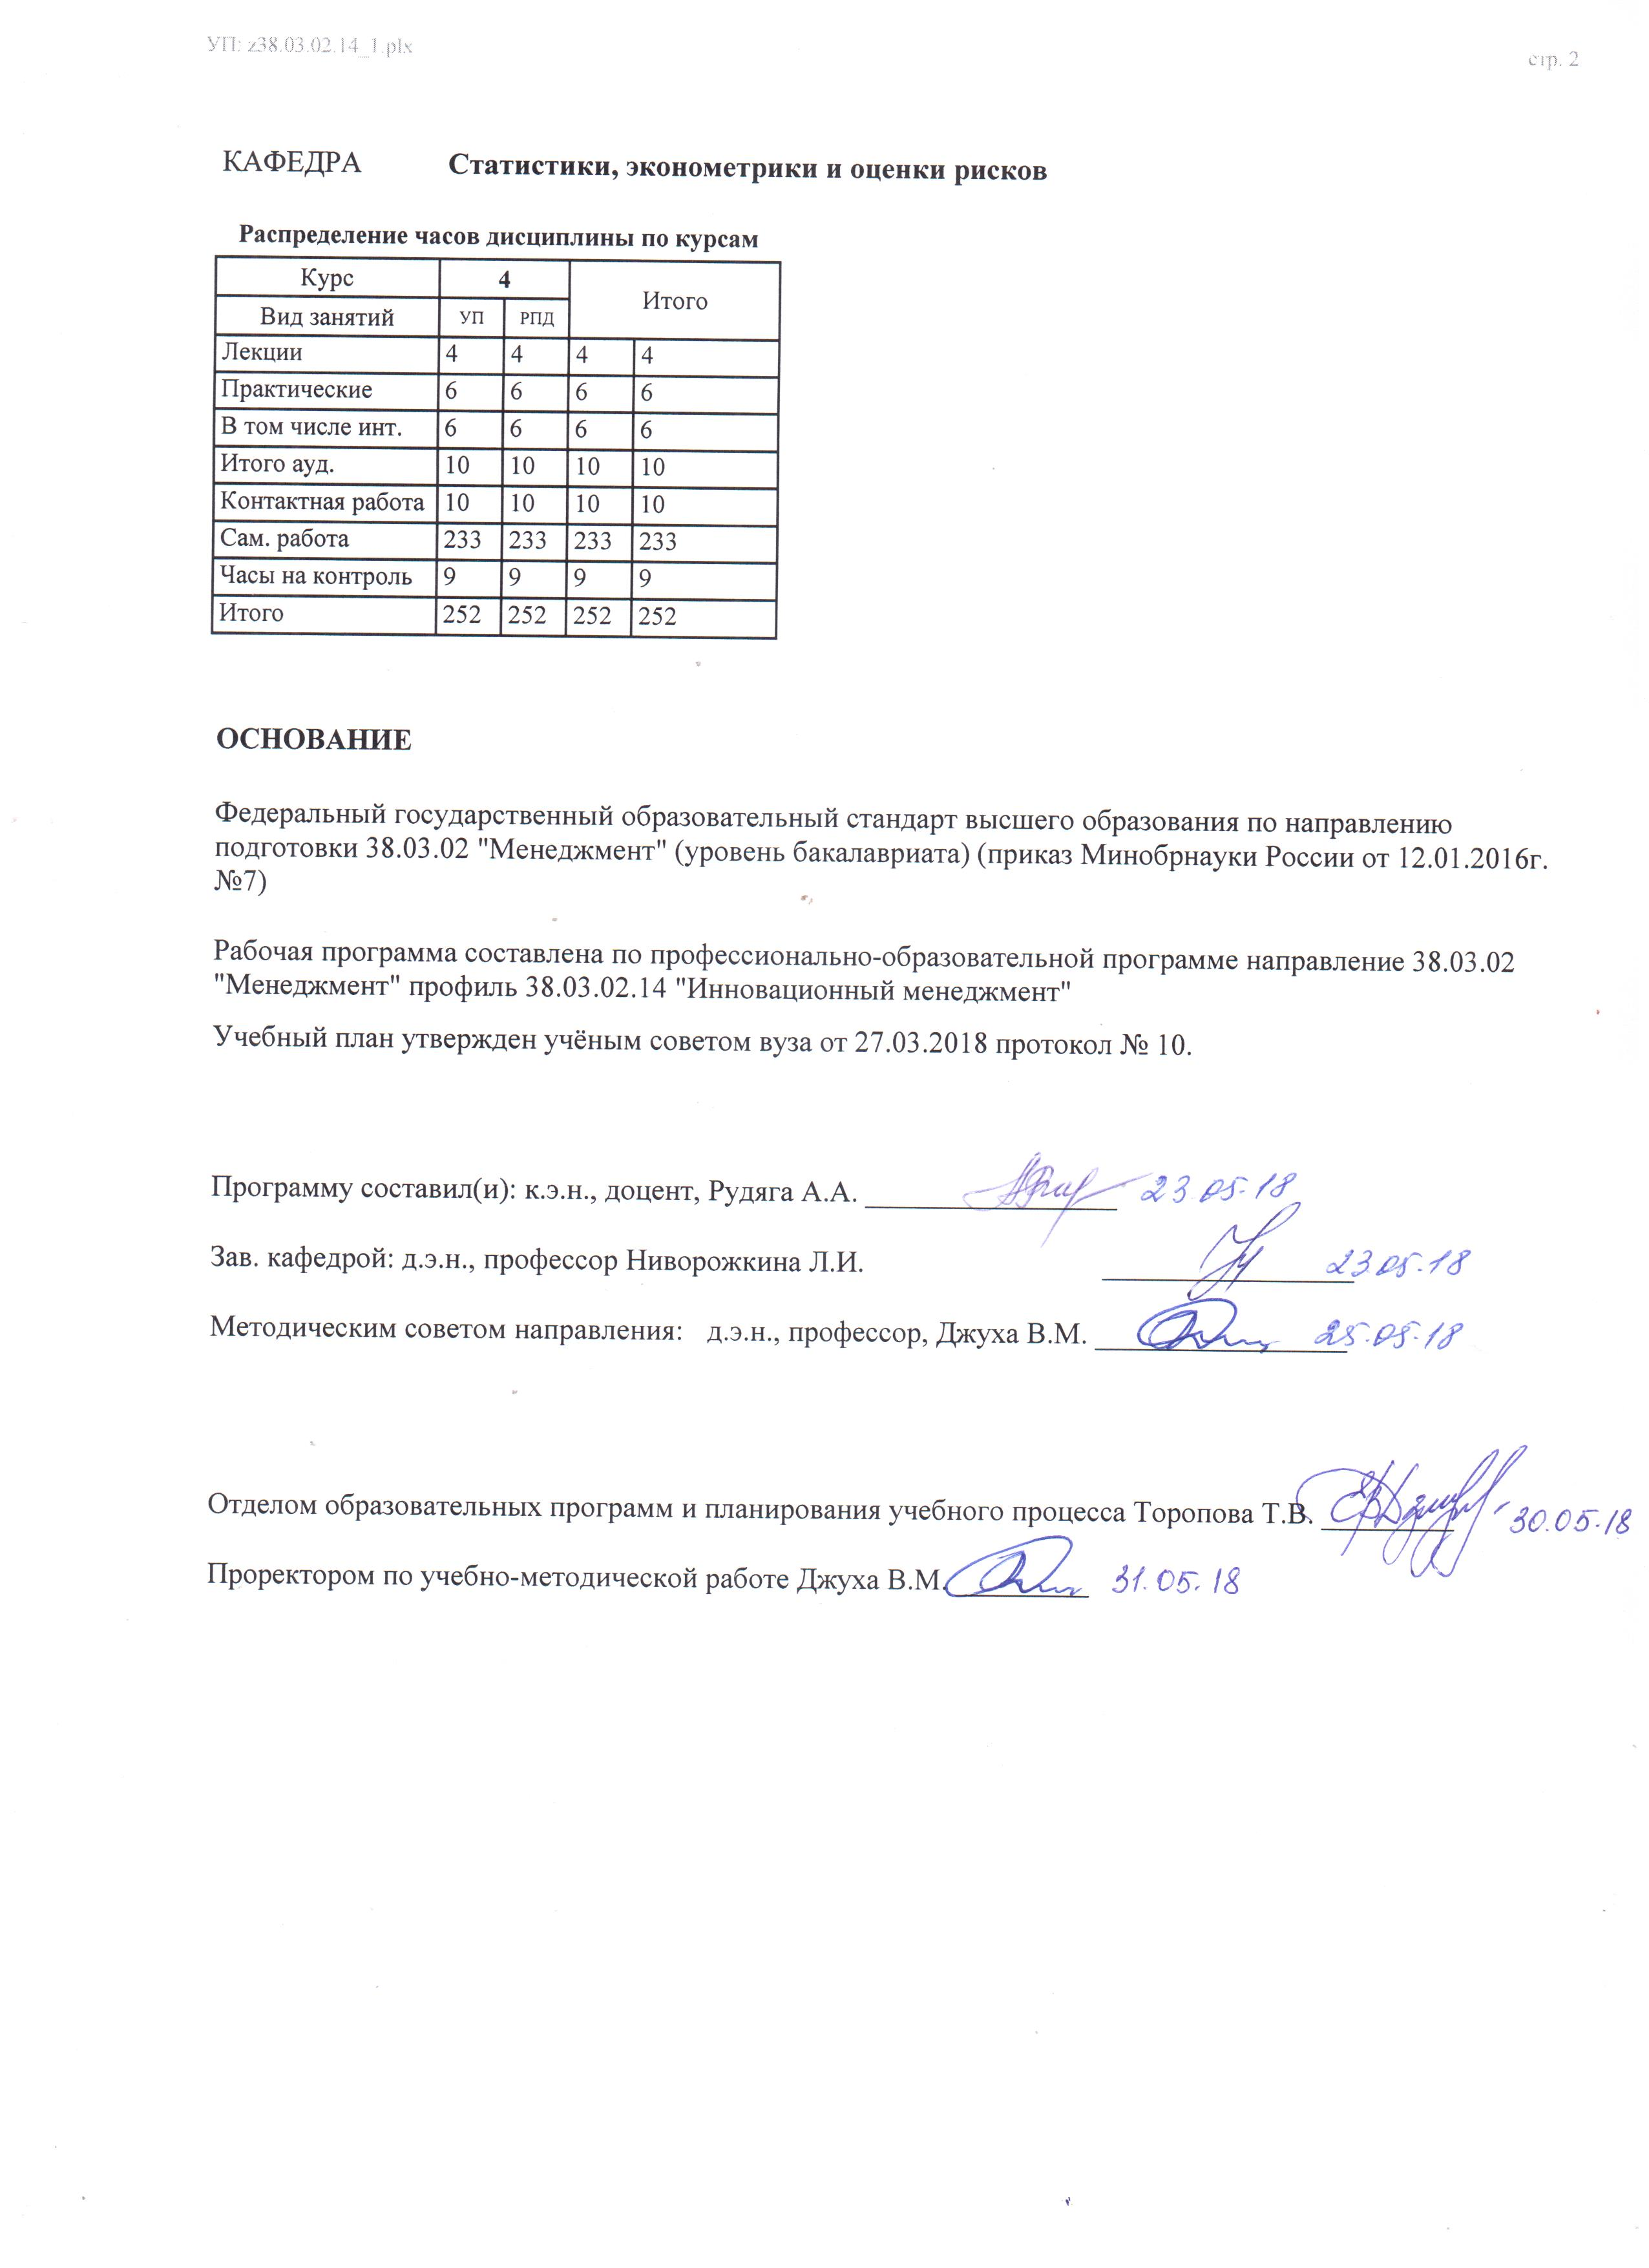 УП: z38.03.02.14_1.plx
стр. 2
КАФЕДРА Статистики, эконометрики и оценки рисков
Распределение часов дисциплины по курсам
Курс 4 Итого
Вид занятий УП РПД
Лекции 4 4 4 4
Практические 6 6 6 6
В том числе инт. 6 6 6 6
Итого ауд. 10 10 10 10
Контактная работа 10 10 10 10
Сам. работа 233 233 233 233
Часы на контроль 9 9 9 9
Итого 252 252 252 252
ОСНОВАНИЕ
Федеральный государственный образовательный стандарт высшего образования по направлению
подготовки 38.03.02 "Менеджмент" (уровень бакалавриата) (приказ Минобрнауки России от 12.01.2016г.
№7)
Рабочая программа составлена по профессионально-образовательной программе направление 38.03.02
"Менеджмент" профиль 38.03.02.14 "Инновационный менеджмент"
Учебный план утвержден учёным советом вуза от 27.03.2018 протокол № 10.
Программу составил(и): к.э.н., доцент, Рудяга А.А. 23.05.18
Зав. кафедрой: д.э.н., профессор Ниворожкина Л.И. 23.05.18
Методическим советом направления: д.э.н., профессор, Джуха В.М. 25.05.18
Отделом образовательных программ и планирования учебного процесса Торопова Т.В. 30.05.18
Проректором по учебно-методической работе Джуха В.М. 31.05.18